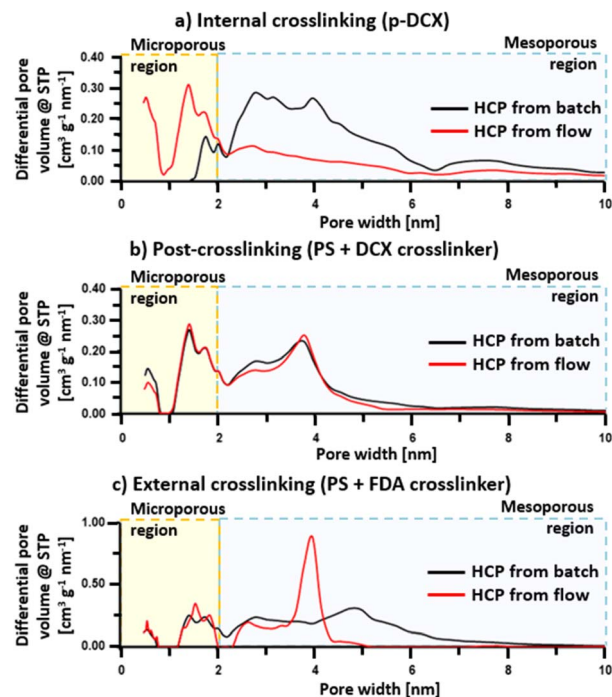 a) Internal crosslinking (p-DCX)
Microporous
region
Mesoporous
region
HCP from batch
HCP from flow
Differential pore
volume @ STP
[cm³ g⁻¹ nm⁻¹]
0.40
0.30
0.20
0.10
0.00
0 2 4 6 8 10
Pore width [nm]
b) Post-crosslinking (PS + DCX crosslinker)
Microporous
region
Mesoporous
region
HCP from batch
HCP from flow
Differential pore
volume @ STP
[cm³ g⁻¹ nm⁻¹]
0.40
0.30
0.20
0.10
0.00
0 2 4 6 8 10
Pore width [nm]
c) External crosslinking (PS + FDA crosslinker)
Microporous
region
Mesoporous
region
HCP from batch
HCP from flow
Differential pore
volume @ STP
[cm³ g⁻¹ nm⁻¹]
1.00
0.50
0.00
0 1 2 3 4 5 6 7 8 9 10
Pore width [nm]